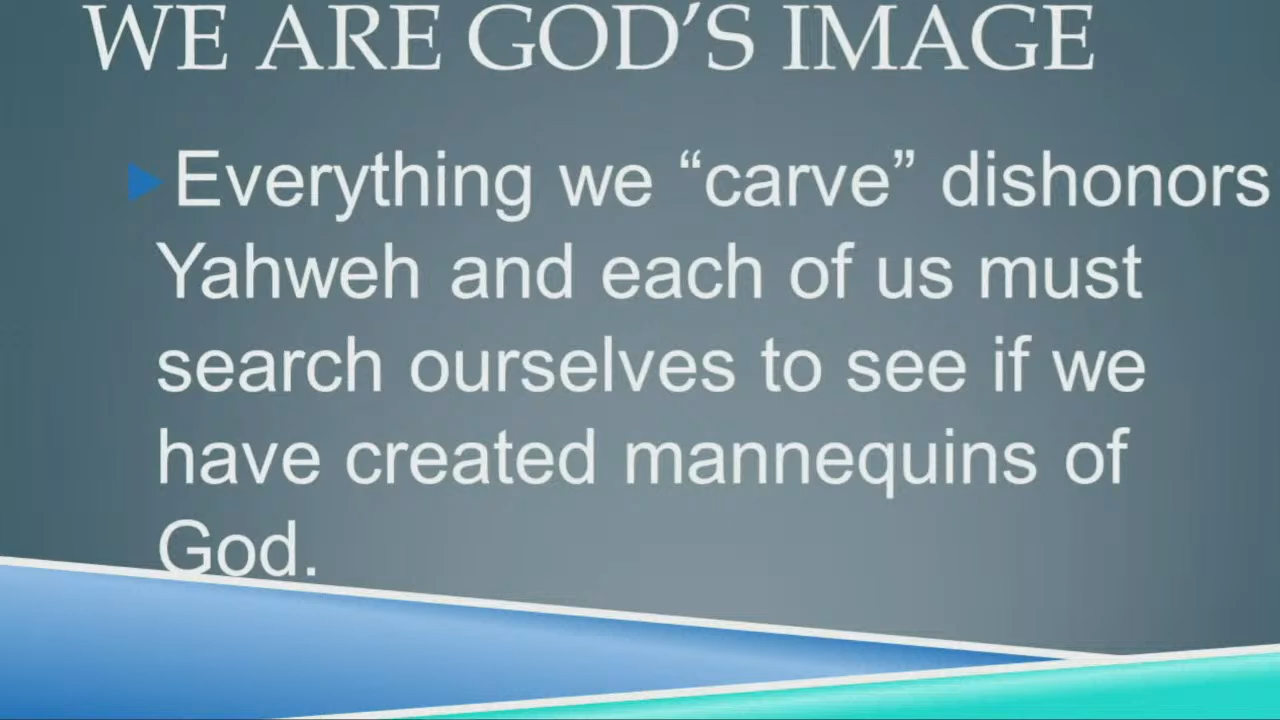 WE ARE GOD’S IMAGE
Everything we “carve” dishonors
Yahweh and each of us must
search ourselves to see if we
have created mannequins of
God.